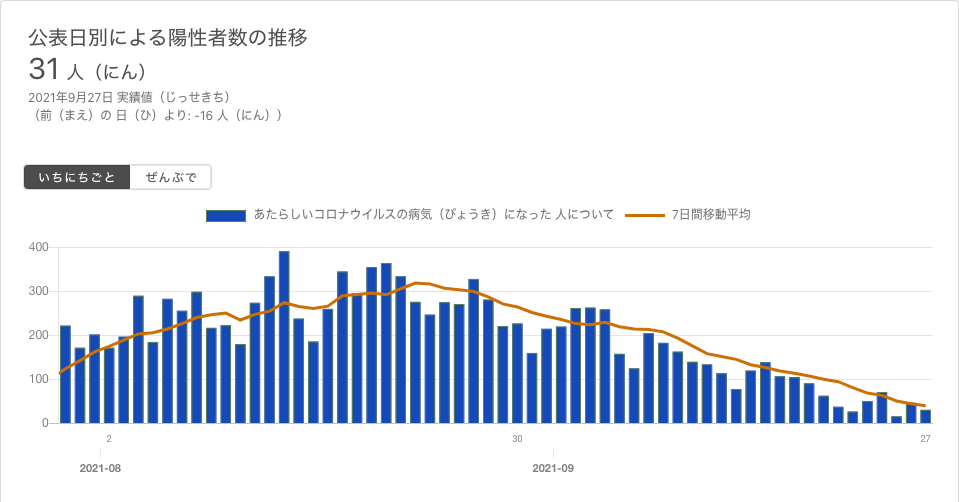 公表日別による陽性者数の推移
31 人（にん）
2021年9月27日 実績値（じっせきち）
（前（まえ）の 日（ひ）より: -16 人（にん））
いちにちごと ぜんぶで
あたらしいコロナウイルスの病気（びょうき）になった 人について 7日間移動平均
400
300
200
100
0
2 30 27
2021-08 2021-09